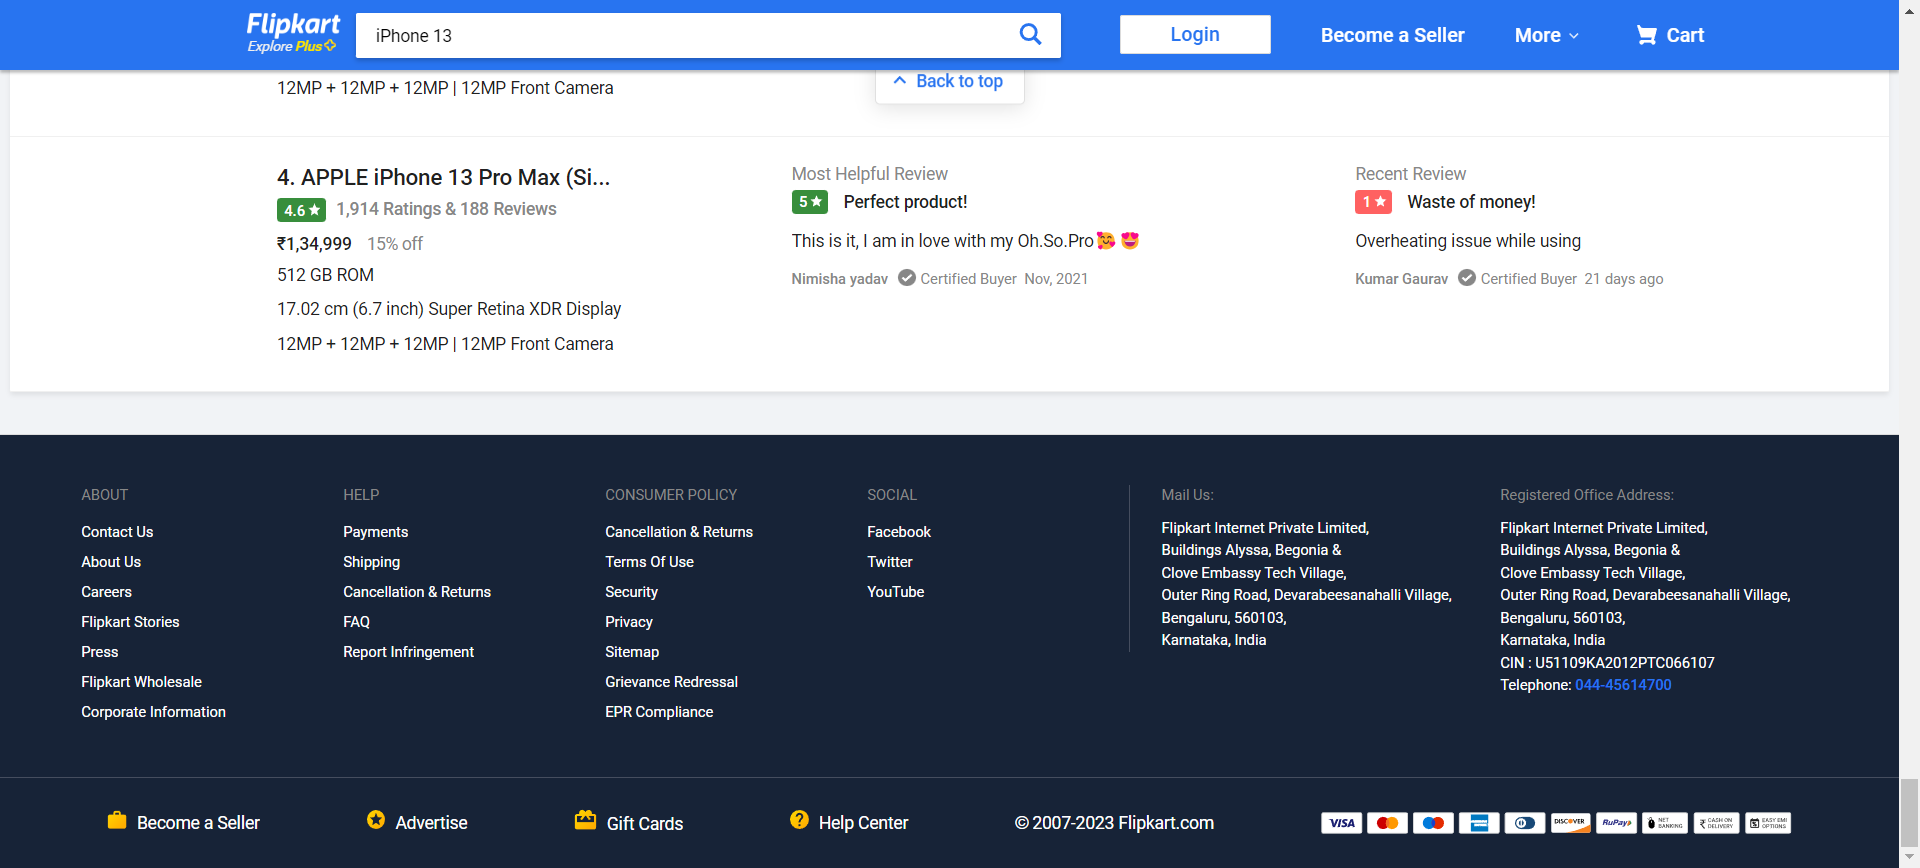 Flipkart
Explore Plus
iPhone 13
Login
Become a Seller
More
Cart
12MP + 12MP + 12MP | 12MP Front Camera
Back to top
4. APPLE iPhone 13 Pro Max (Si...
4.6 ★ 1,914 Ratings & 188 Reviews
₹1,34,999 15% off
512 GB ROM
17.02 cm (6.7 inch) Super Retina XDR Display
12MP + 12MP + 12MP | 12MP Front Camera
Most Helpful Review
5 ★ Perfect product!
This is it, I am in love with my Oh.So.Pro🥰 😍
Nimisha yadav Certified Buyer Nov, 2021
Recent Review
1 ★ Waste of money!
Overheating issue while using
Kumar Gaurav Certified Buyer 21 days ago
ABOUT
Contact Us
About Us
Careers
Flipkart Stories
Press
Flipkart Wholesale
Corporate Information
HELP
Payments
Shipping
Cancellation & Returns
FAQ
Report Infringement
CONSUMER POLICY
Cancellation & Returns
Terms Of Use
Security
Privacy
Sitemap
Grievance Redressal
EPR Compliance
SOCIAL
Facebook
Twitter
YouTube
Mail Us:
Flipkart Internet Private Limited,
Buildings Alyssa, Begonia &
Clove Embassy Tech Village,
Outer Ring Road, Devarabeesanahalli Village,
Bengaluru, 560103,
Karnataka, India
Registered Office Address:
Flipkart Internet Private Limited,
Buildings Alyssa, Begonia &
Clove Embassy Tech Village,
Outer Ring Road, Devarabeesanahalli Village,
Bengaluru, 560103,
Karnataka, India
CIN : U51109KA2012PTC066107
Telephone: 044-45614700
Become a Seller
Advertise
Gift Cards
Help Center
© 2007-2023 Flipkart.com
VISA
DISCOVER
RuPay
NET
BANKING
₹ CASH ON
DELIVERY
EASY EMI
OPTIONS